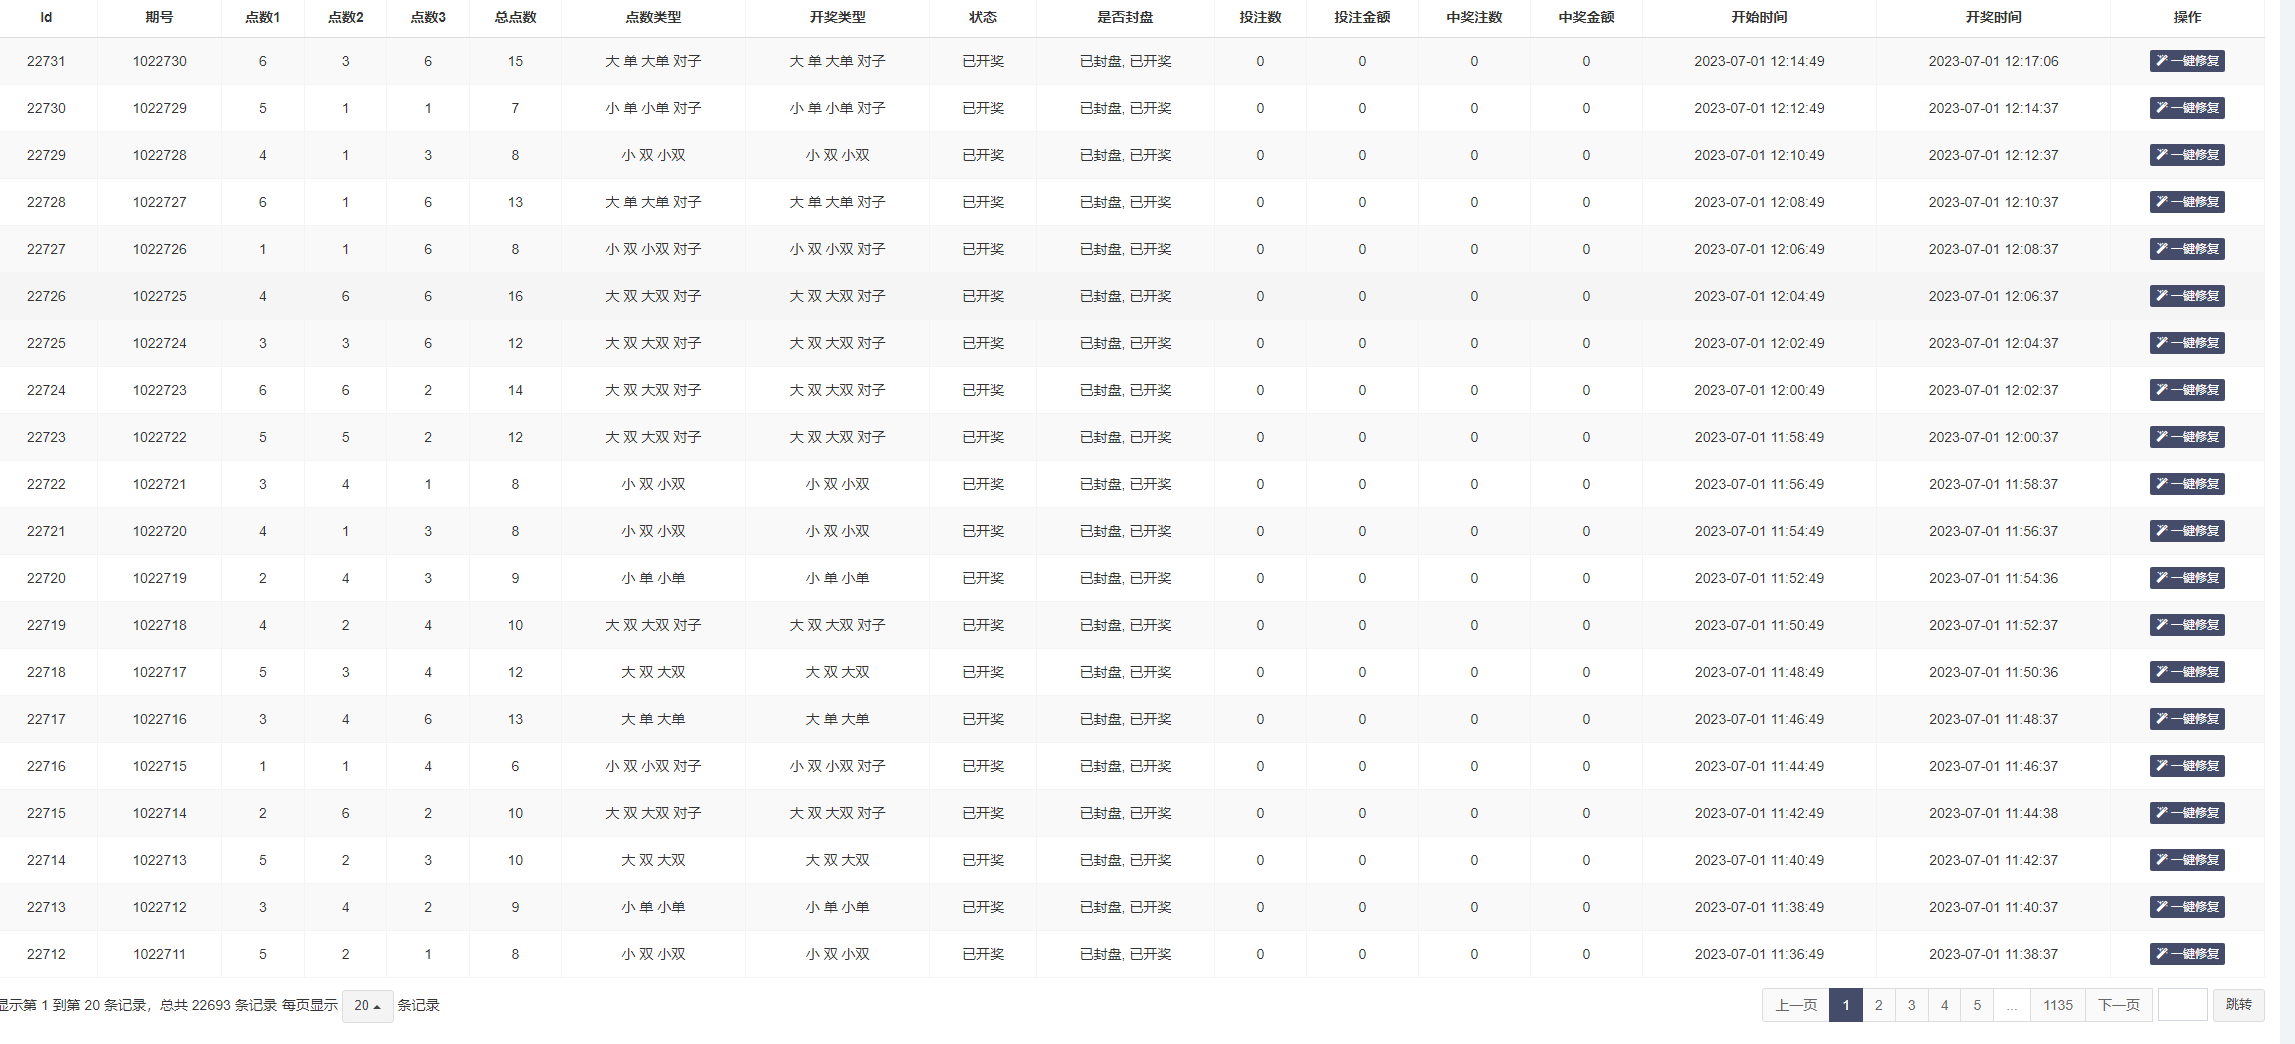 Id 期号 点数1 点数2 点数3 总点数 点数类型 开奖类型 状态 是否封盘 投注数 投注金额 中奖注数 中奖金额 开始时间 开奖时间 操作
22731 1022730 6 3 6 15 大 单 大单 对子 大 单 大单 对子 已开奖 已封盘, 已开奖 0 0 0 0 2023-07-01 12:14:49 2023-07-01 12:17:06 一键修复
22730 1022729 5 1 1 7 小 单 小单 对子 小 单 小单 对子 已开奖 已封盘, 已开奖 0 0 0 0 2023-07-01 12:12:49 2023-07-01 12:14:37 一键修复
22729 1022728 4 1 3 8 小 双 小双 小 双 小双 已开奖 已封盘, 已开奖 0 0 0 0 2023-07-01 12:10:49 2023-07-01 12:12:37 一键修复
22728 1022727 6 1 6 13 大 单 大单 对子 大 单 大单 对子 已开奖 已封盘, 已开奖 0 0 0 0 2023-07-01 12:08:49 2023-07-01 12:10:37 一键修复
22727 1022726 1 1 6 8 小 双 小双 对子 小 双 小双 对子 已开奖 已封盘, 已开奖 0 0 0 0 2023-07-01 12:06:49 2023-07-01 12:08:37 一键修复
22726 1022725 4 6 6 16 大 双 大双 对子 大 双 大双 对子 已开奖 已封盘, 已开奖 0 0 0 0 2023-07-01 12:04:49 2023-07-01 12:06:37 一键修复
22725 1022724 3 3 6 12 大 双 大双 对子 大 双 大双 对子 已开奖 已封盘, 已开奖 0 0 0 0 2023-07-01 12:02:49 2023-07-01 12:04:37 一键修复
22724 1022723 6 6 2 14 大 双 大双 对子 大 双 大双 对子 已开奖 已封盘, 已开奖 0 0 0 0 2023-07-01 12:00:49 2023-07-01 12:02:37 一键修复
22723 1022722 5 5 2 12 大 双 大双 对子 大 双 大双 对子 已开奖 已封盘, 已开奖 0 0 0 0 2023-07-01 11:58:49 2023-07-01 12:00:37 一键修复
22722 1022721 3 4 1 8 小 双 小双 小 双 小双 已开奖 已封盘, 已开奖 0 0 0 0 2023-07-01 11:56:49 2023-07-01 11:58:37 一键修复
22721 1022720 4 1 3 8 小 双 小双 小 双 小双 已开奖 已封盘, 已开奖 0 0 0 0 2023-07-01 11:54:49 2023-07-01 11:56:37 一键修复
22720 1022719 2 4 3 9 小 单 小单 小 单 小单 已开奖 已封盘, 已开奖 0 0 0 0 2023-07-01 11:52:49 2023-07-01 11:54:36 一键修复
22719 1022718 4 2 4 10 大 双 大双 对子 大 双 大双 对子 已开奖 已封盘, 已开奖 0 0 0 0 2023-07-01 11:50:49 2023-07-01 11:52:37 一键修复
22718 1022717 5 3 4 12 大 双 大双 大 双 大双 已开奖 已封盘, 已开奖 0 0 0 0 2023-07-01 11:48:49 2023-07-01 11:50:36 一键修复
22717 1022716 3 4 6 13 大 单 大单 大 单 大单 已开奖 已封盘, 已开奖 0 0 0 0 2023-07-01 11:46:49 2023-07-01 11:48:37 一键修复
22716 1022715 1 1 4 6 小 双 小双 对子 小 双 小双 对子 已开奖 已封盘, 已开奖 0 0 0 0 2023-07-01 11:44:49 2023-07-01 11:46:37 一键修复
22715 1022714 2 6 2 10 大 双 大双 对子 大 双 大双 对子 已开奖 已封盘, 已开奖 0 0 0 0 2023-07-01 11:42:49 2023-07-01 11:44:38 一键修复
22714 1022713 5 2 3 10 大 双 大双 大 双 大双 已开奖 已封盘, 已开奖 0 0 0 0 2023-07-01 11:40:49 2023-07-01 11:42:37 一键修复
22713 1022712 3 4 2 9 小 单 小单 小 单 小单 已开奖 已封盘, 已开奖 0 0 0 0 2023-07-01 11:38:49 2023-07-01 11:40:37 一键修复
22712 1022711 5 2 1 8 小 双 小双 小 双 小双 已开奖 已封盘, 已开奖 0 0 0 0 2023-07-01 11:36:49 2023-07-01 11:38:37 一键修复
显示第 1 到第 20 条记录，总共 22693 条记录 每页显示 20 条记录 上一页 1 2 3 4 5 ... 1135 下一页 跳转